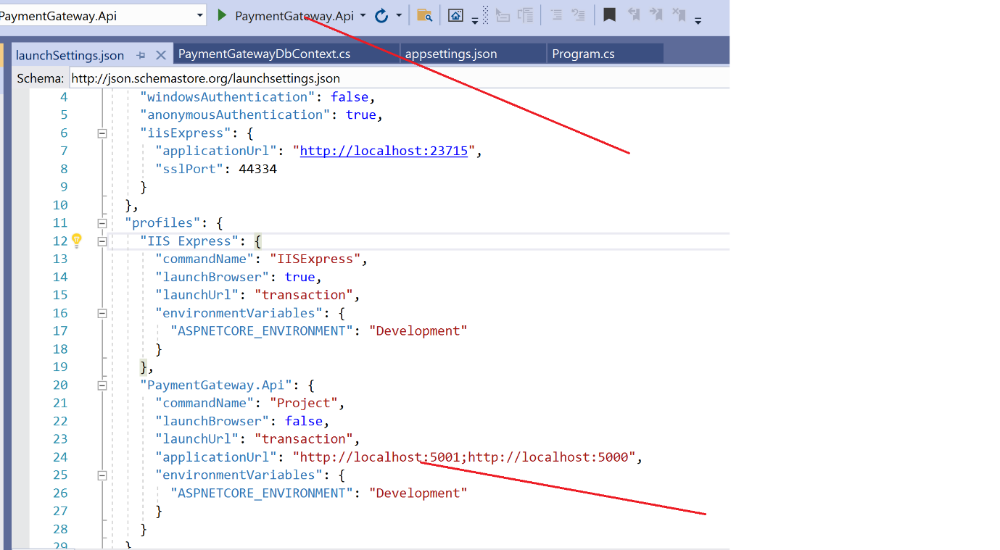 PaymentGateway.Api PaymentGateway.Api
launchSettings.json PaymentGatewayDbContext.cs appsettings.json Program.cs
Schema: http://json.schemastore.org/launchsettings.json
4 "windowsAuthentication": false,
5 "anonymousAuthentication": true,
6 "iisExpress": {
7 "applicationUrl": "http://localhost:23715",
8 "sslPort": 44334
9 }
10 },
11 "profiles": {
12 "IIS Express": {
13 "commandName": "IISExpress",
14 "launchBrowser": true,
15 "launchUrl": "transaction",
16 "environmentVariables": {
17 "ASPNETCORE_ENVIRONMENT": "Development"
18 }
19 },
20 "PaymentGateway.Api": {
21 "commandName": "Project",
22 "launchBrowser": false,
23 "launchUrl": "transaction",
24 "applicationUrl": "http://localhost:5001;http://localhost:5000",
25 "environmentVariables": {
26 "ASPNETCORE_ENVIRONMENT": "Development"
27 }
28 }
29 }